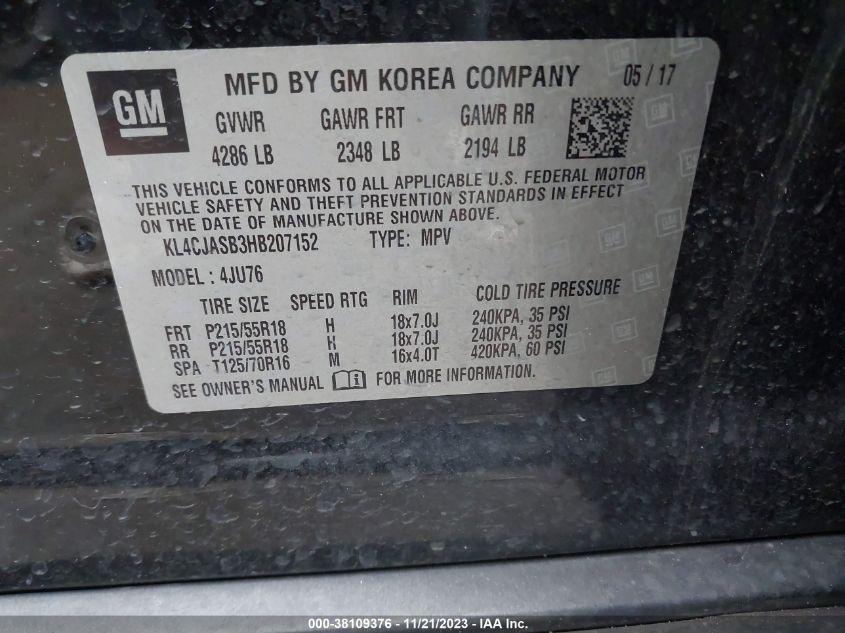 GM
MFD BY GM KOREA COMPANY 05 / 17
GVWR GAWR FRT GAWR RR
4286 LB 2348 LB 2194 LB
THIS VEHICLE CONFORMS TO ALL APPLICABLE U.S. FEDERAL MOTOR
VEHICLE SAFETY AND THEFT PREVENTION STANDARDS IN EFFECT
ON THE DATE OF MANUFACTURE SHOWN ABOVE.
KL4CJASB3HB207152 TYPE: MPV
MODEL : 4JU76
TIRE SIZE SPEED RTG RIM COLD TIRE PRESSURE
FRT P215/55R18 H 18x7.0J 240KPA, 35 PSI
RR P215/55R18 H 18x7.0J 240KPA, 35 PSI
SPA T125/70R16 M 16x4.0T 420KPA, 60 PSI
SEE OWNER'S MANUAL FOR MORE INFORMATION.
000-38109376 - 11/21/2023 - IAA Inc.